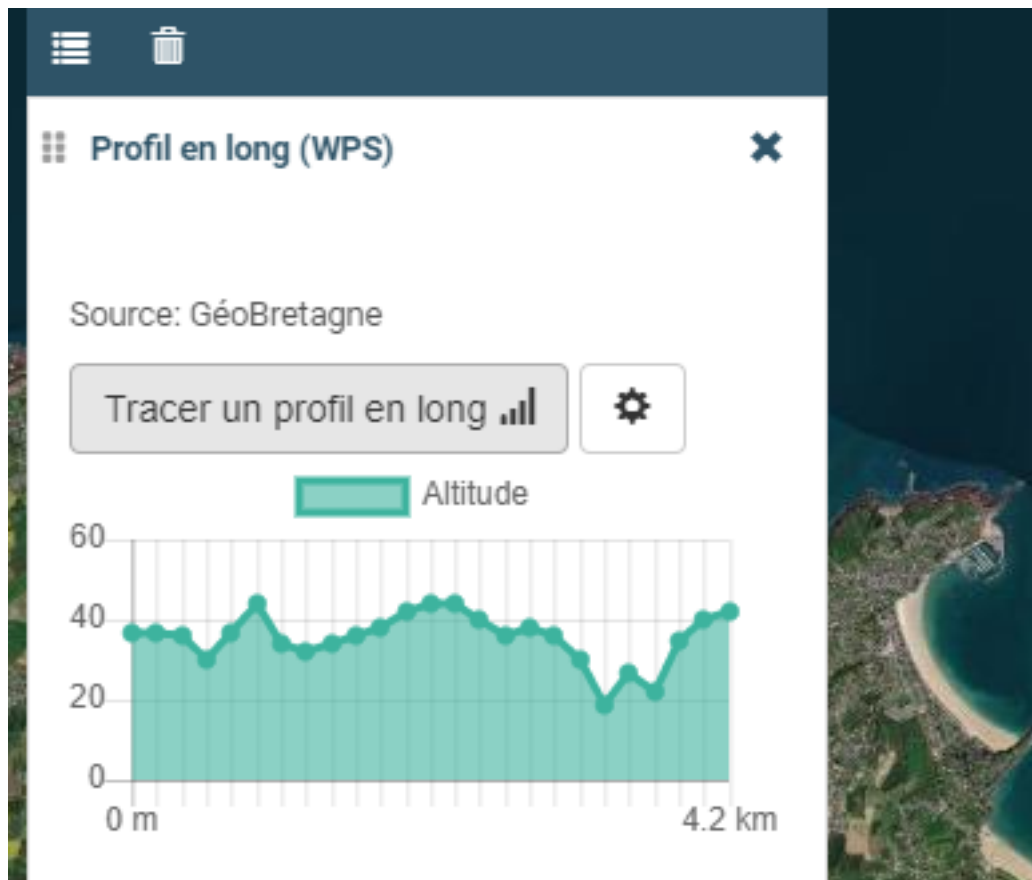 Profil en long (WPS)
Source: GéoBretagne
Tracer un profil en long
Altitude
60
40
20
0
0 m
4.2 km